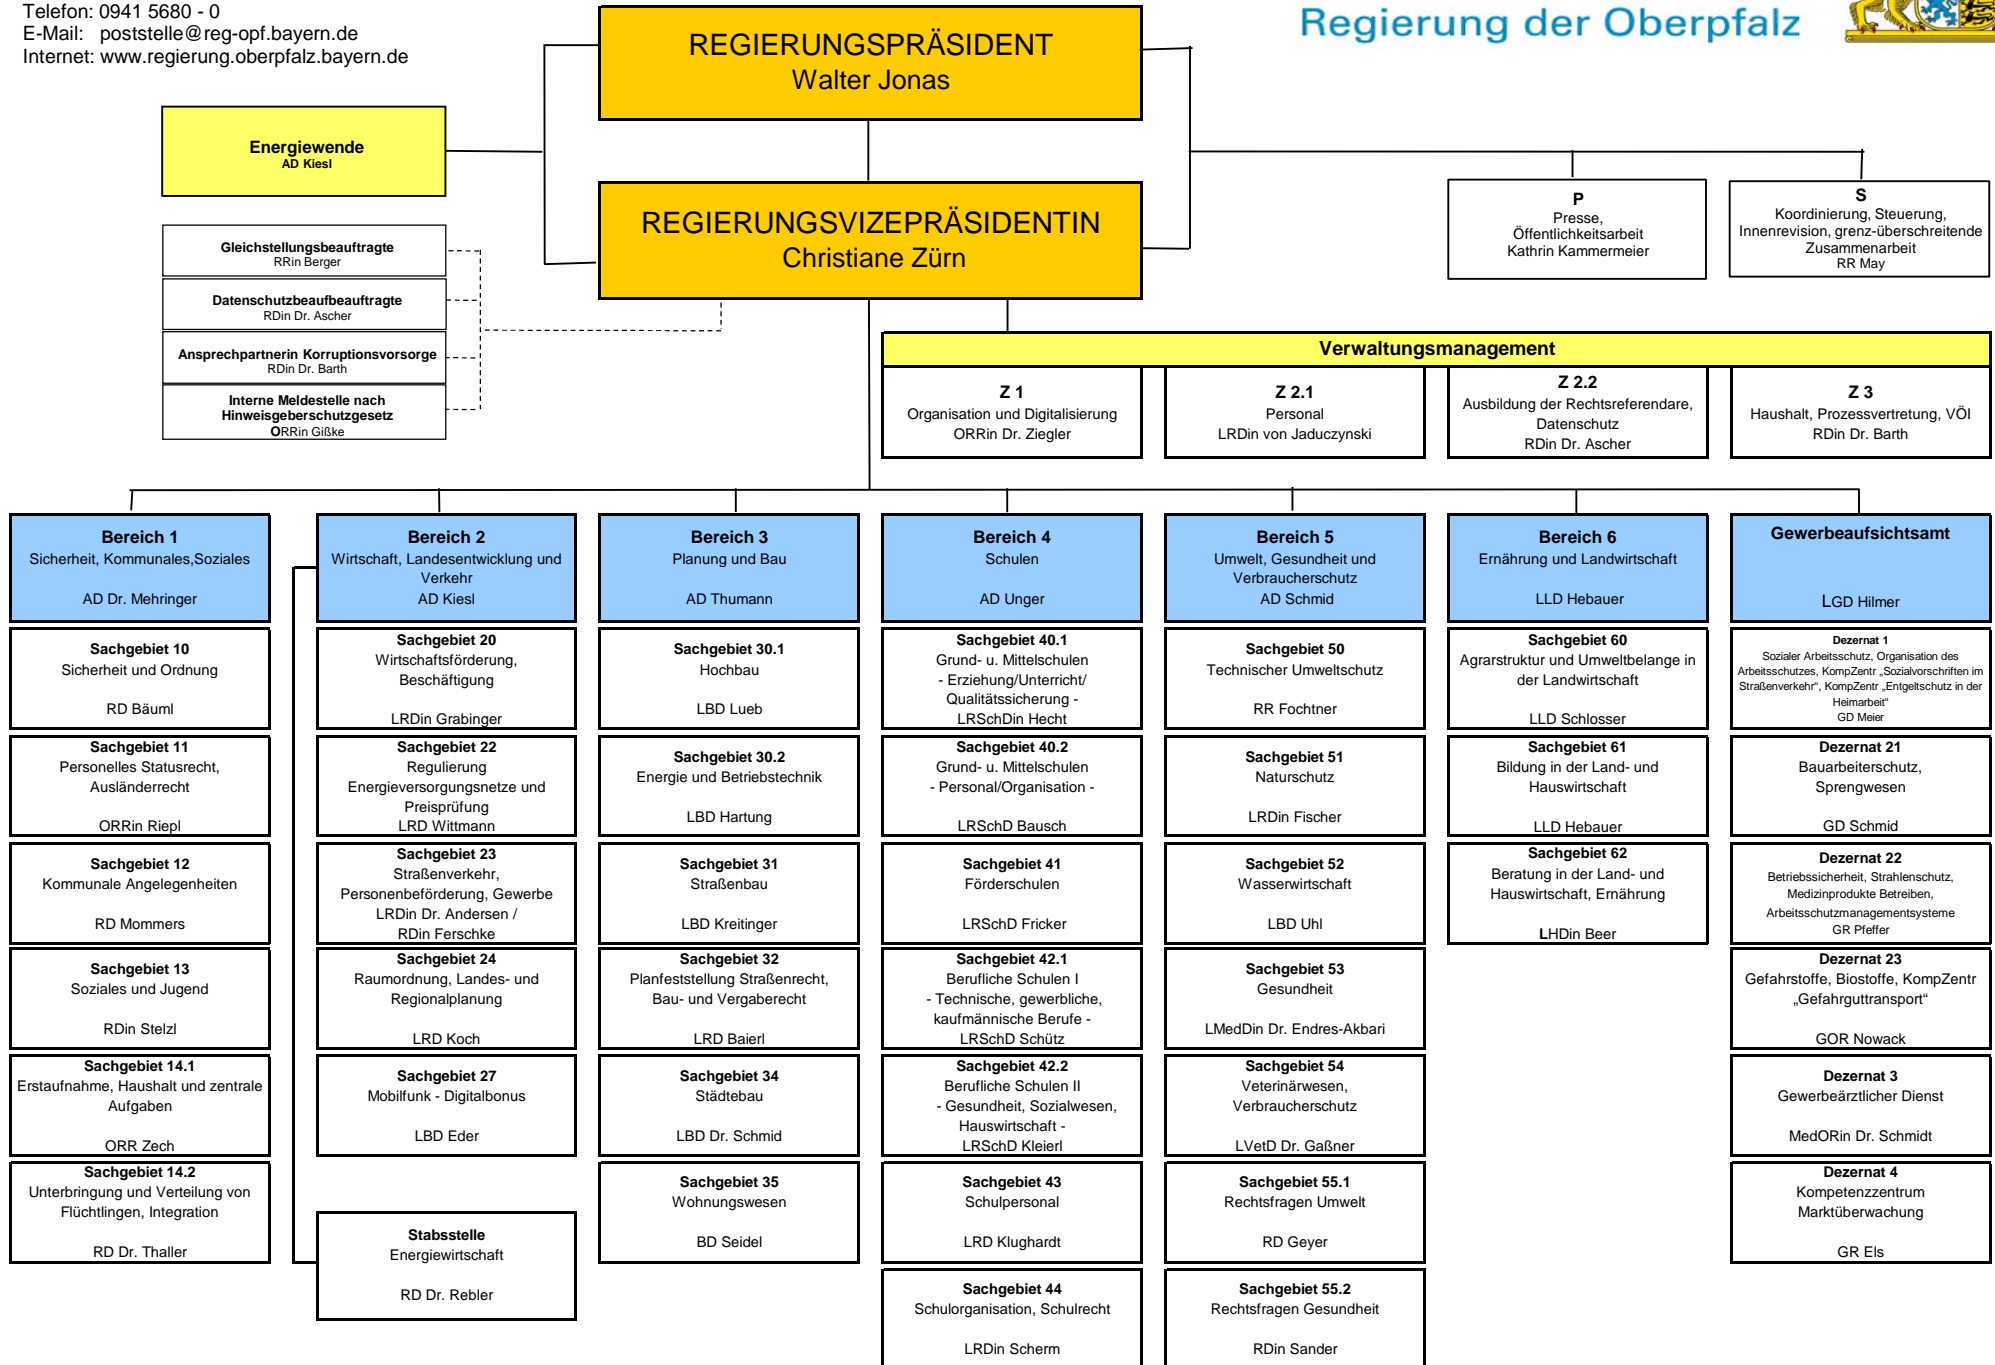 Telefon: 0941 5680 - 0
E-Mail: poststelle@reg-opf.bayern.de
Internet: www.regierung.oberpfalz.bayern.de
Regierung der Oberpfalz
REGIERUNGSPRÄSIDENT
Walter Jonas
Energiewende
AD Kiesl
REGIERUNGSVIZEPRÄSIDENTIN
Christiane Zürn
P
Presse,
Öffentlichkeitsarbeit
Kathrin Kammermeier
S
Koordinierung, Steuerung,
Innenrevision, grenz-überschreitende
Zusammenarbeit
RR May
Gleichstellungsbeauftragte
RRin Berger
Datenschutzbeaufbeauftragte
RDin Dr. Ascher
Ansprechpartnerin Korruptionsvorsorge
RDin Dr. Barth
Interne Meldestelle nach
Hinweisgeberschutzgesetz
ORRin Gißke
Verwaltungsmanagement
Z 1
Organisation und Digitalisierung
ORRin Dr. Ziegler
Z 2.1
Personal
LRDin von Jaduczynski
Z 2.2
Ausbildung der Rechtsreferendare,
Datenschutz
RDin Dr. Ascher
Z 3
Haushalt, Prozessvertretung, VÖI
RDin Dr. Barth
Bereich 1
Sicherheit, Kommunales,Soziales
AD Dr. Mehringer
Sachgebiet 10
Sicherheit und Ordnung
RD Bäuml
Sachgebiet 11
Personelles Statusrecht,
Ausländerrecht
ORRin Riepl
Sachgebiet 12
Kommunale Angelegenheiten
RD Mommers
Sachgebiet 13
Soziales und Jugend
RDin Stelzl
Sachgebiet 14.1
Erstaufnahme, Haushalt und zentrale
Aufgaben
ORR Zech
Sachgebiet 14.2
Unterbringung und Verteilung von
Flüchtlingen, Integration
RD Dr. Thaller
Bereich 2
Wirtschaft, Landesentwicklung und
Verkehr
AD Kiesl
Sachgebiet 20
Wirtschaftsförderung,
Beschäftigung
LRDin Grabinger
Sachgebiet 22
Regulierung
Energieversorgungsnetze und
Preisprüfung
LRD Wittmann
Sachgebiet 23
Straßenverkehr,
Personenbeförderung, Gewerbe
LRDin Dr. Andersen /
RDin Ferschke
Sachgebiet 24
Raumordnung, Landes- und
Regionalplanung
LRD Koch
Sachgebiet 27
Mobilfunk - Digitalbonus
LBD Eder
Stabsstelle
Energiewirtschaft
RD Dr. Rebler
Bereich 3
Planung und Bau
AD Thumann
Sachgebiet 30.1
Hochbau
LBD Lueb
Sachgebiet 30.2
Energie und Betriebstechnik
LBD Hartung
Sachgebiet 31
Straßenbau
LBD Kreitinger
Sachgebiet 32
Planfeststellung Straßenrecht,
Bau- und Vergaberecht
LRD Baierl
Sachgebiet 34
Städtebau
LBD Dr. Schmid
Sachgebiet 35
Wohnungswesen
BD Seidel
Bereich 4
Schulen
AD Unger
Sachgebiet 40.1
Grund- u. Mittelschulen
- Erziehung/Unterricht/
Qualitätssicherung -
LRSchDin Hecht
Sachgebiet 40.2
Grund- u. Mittelschulen
- Personal/Organisation -
LRSchD Bausch
Sachgebiet 41
Förderschulen
LRSchD Fricker
Sachgebiet 42.1
Berufliche Schulen I
- Technische, gewerbliche,
kaufmännische Berufe -
LRSchD Schütz
Sachgebiet 42.2
Berufliche Schulen II
- Gesundheit, Sozialwesen,
Hauswirtschaft -
LRSchD Kleierl
Sachgebiet 43
Schulpersonal
LRD Klughardt
Sachgebiet 44
Schulorganisation, Schulrecht
LRDin Scherm
Bereich 5
Umwelt, Gesundheit und
Verbraucherschutz
AD Schmid
Sachgebiet 50
Technischer Umweltschutz
RR Fochtner
Sachgebiet 51
Naturschutz
LRDin Fischer
Sachgebiet 52
Wasserwirtschaft
LBD Uhl
Sachgebiet 53
Gesundheit
LMedDin Dr. Endres-Akbari
Sachgebiet 54
Veterinärwesen,
Verbraucherschutz
LVetD Dr. Gaßner
Sachgebiet 55.1
Rechtsfragen Umwelt
RD Geyer
Sachgebiet 55.2
Rechtsfragen Gesundheit
RDin Sander
Bereich 6
Ernährung und Landwirtschaft
LLD Hebauer
Sachgebiet 60
Agrarstruktur und Umweltbelange in
der Landwirtschaft
LLD Schlosser
Sachgebiet 61
Bildung in der Land- und
Hauswirtschaft
LLD Hebauer
Sachgebiet 62
Beratung in der Land- und
Hauswirtschaft, Ernährung
LHDin Beer
Gewerbeaufsichtsamt
LGD Hilmer
Dezernat 1
Sozialer Arbeitsschutz, Organisation des
Arbeitsschutzes, KompZentr „Sozialvorschriften im
Straßenverkehr“, KompZentr „Entgeltschutz in der
Heimarbeit“
GD Meier
Dezernat 21
Bauarbeiterschutz,
Sprengwesen
GD Schmid
Dezernat 22
Betriebssicherheit, Strahlenschutz,
Medizinprodukte Betreiben,
Arbeitsschutzmanagementsysteme
GR Pfeffer
Dezernat 23
Gefahrstoffe, Biostoffe, KompZentr
„Gefahrguttransport“
GOR Nowack
Dezernat 3
Gewerbeärztlicher Dienst
MedORin Dr. Schmidt
Dezernat 4
Kompetenzzentrum
Marktüberwachung
GR Els